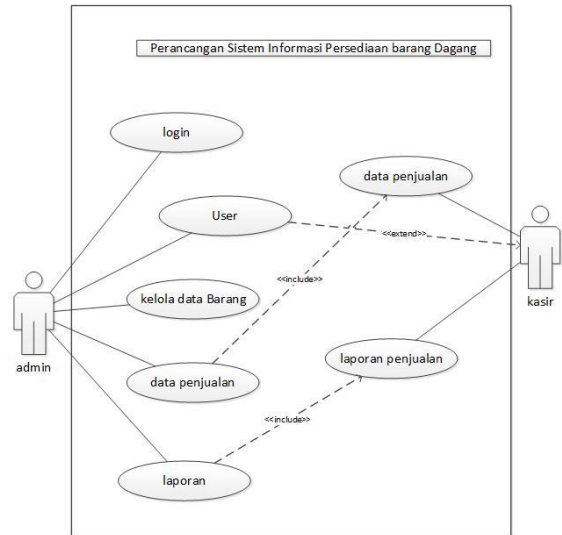 Perancangan Sistem Informasi Persediaan barang Dagang
login
data penjualan
User
<<extend>>
kasir
<<include>>
kelola data Barang
admin
laporan penjualan
data penjualan
<<include>>
laporan